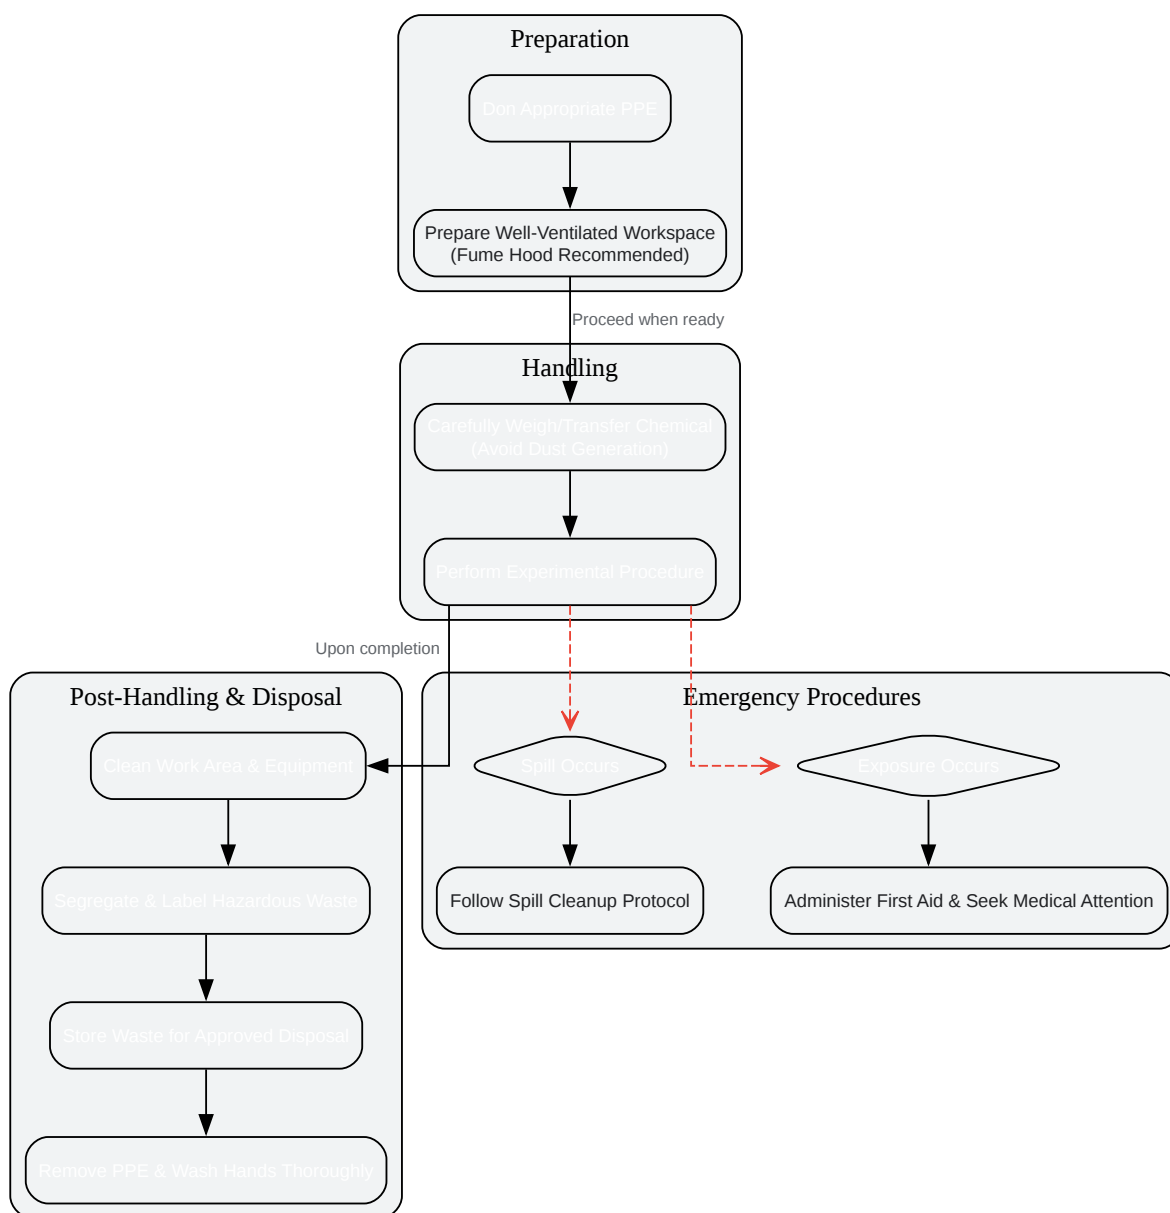 Preparation
Don Appropriate PPE
Prepare Well-Ventilated Workspace
(Fume Hood Recommended)
Proceed when ready
Handling
Carefully Weigh/Transfer Chemical
(Avoid Dust Generation)
Perform Experimental Procedure
Upon completion
Post-Handling & Disposal
Clean Work Area & Equipment
Segregate & Label Hazardous Waste
Store Waste for Approved Disposal
Remove PPE & Wash Hands Thoroughly
Emergency Procedures
Spill Occurs
Exposure Occurs
Follow Spill Cleanup Protocol
Administer First Aid & Seek Medical Attention